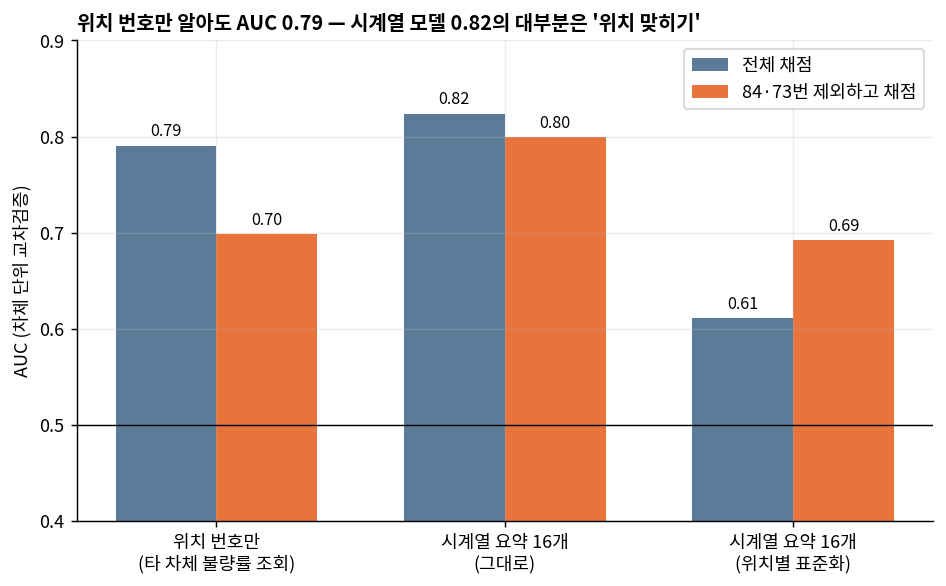 위치 번호만 알아도 AUC 0.79 — 시계열 모델 0.82의 대부분은 '위치 맞히기'
AUC (차체 단위 교차검증)
0.9
0.8
0.7
0.6
0.5
0.4
전체 채점
84·73번 제외하고 채점
0.79
0.70
0.82
0.80
0.61
0.69
위치 번호만
(타 차체 불량률 조회)
시계열 요약 16개
(그대로)
시계열 요약 16개
(위치별 표준화)